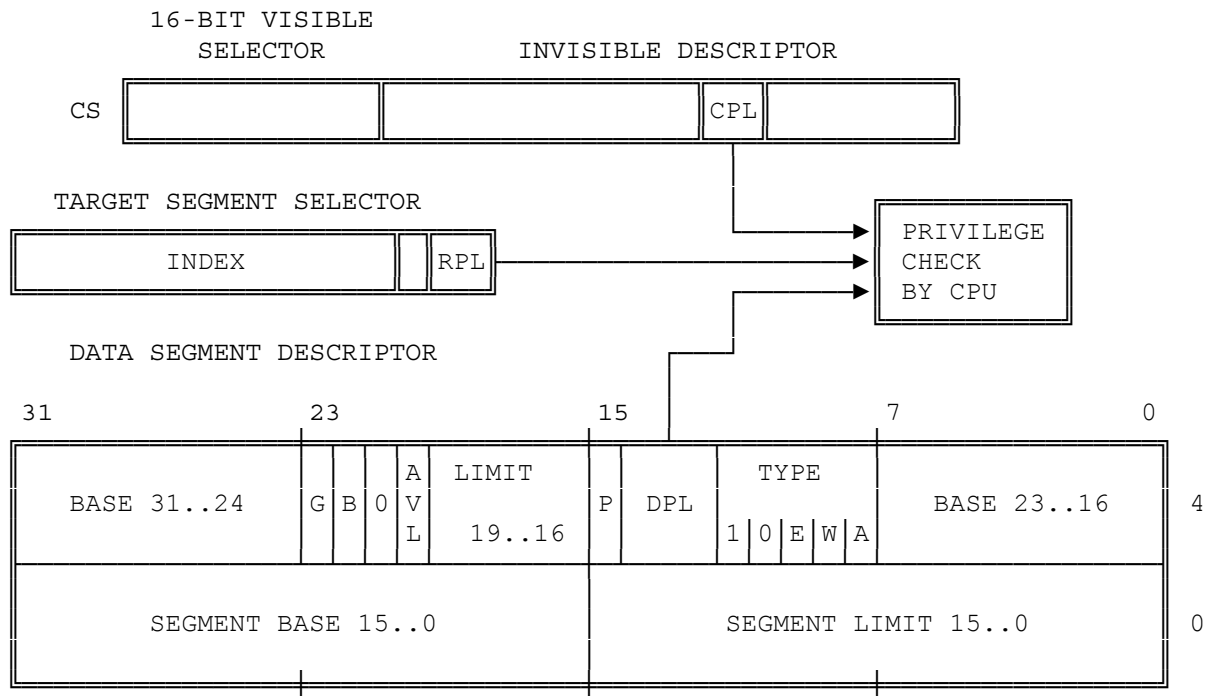 16-BIT VISIBLE
SELECTOR INVISIBLE DESCRIPTOR
CS CPL
TARGET SEGMENT SELECTOR
INDEX RPL
PRIVILEGE
CHECK
BY CPU
DATA SEGMENT DESCRIPTOR
31 23 15 7 0
A LIMIT TYPE
BASE 31..24 G B 0 V P DPL BASE 23..16 4
L 19..16 1 0 E W A
SEGMENT BASE 15..0 SEGMENT LIMIT 15..0 0